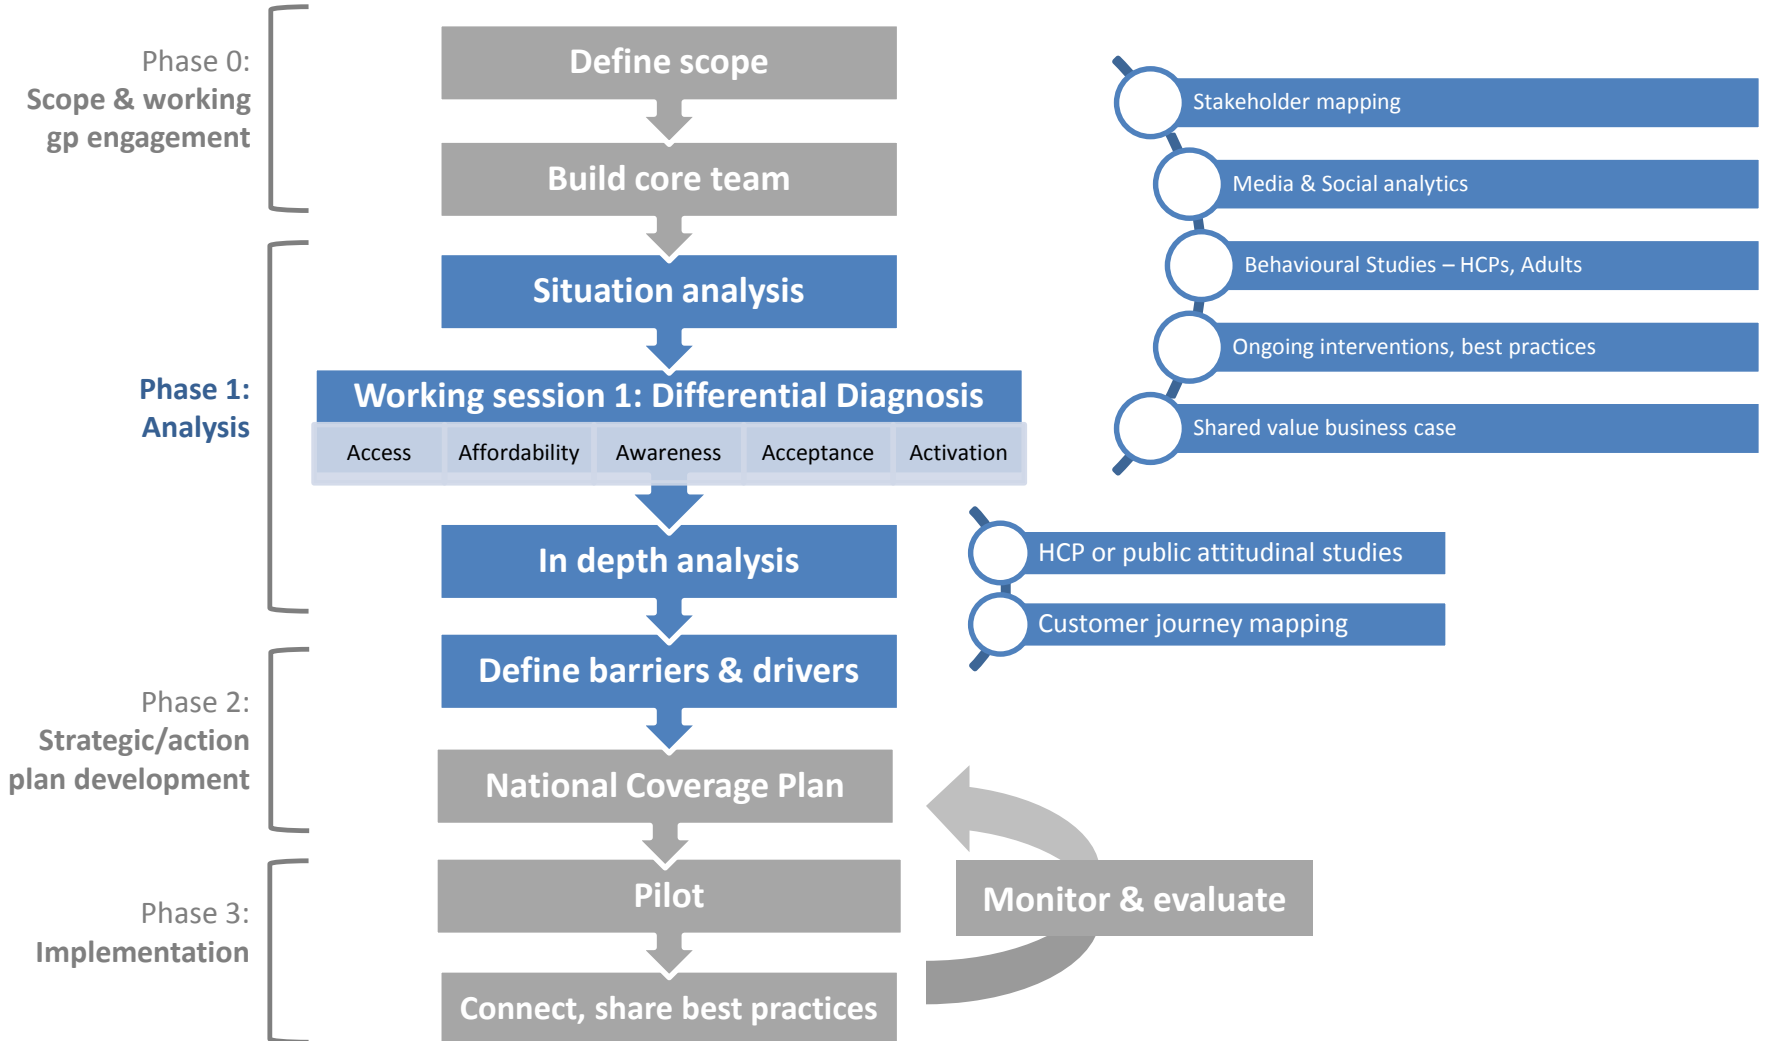 Phase 0:
Scope & working
gp engagement
Define scope
Build core team
Phase 1:
Analysis
Situation analysis
Working session 1: Differential Diagnosis
Access
Affordability
Awareness
Acceptance
Activation
In depth analysis
Stakeholder mapping
Media & Social analytics
Behavioural Studies – HCPs, Adults
Ongoing interventions, best practices
Shared value business case
HCP or public attitudinal studies
Customer journey mapping
Phase 2:
Strategic/action
plan development
Define barriers & drivers
National Coverage Plan
Phase 3:
Implementation
Pilot
Connect, share best practices
Monitor & evaluate